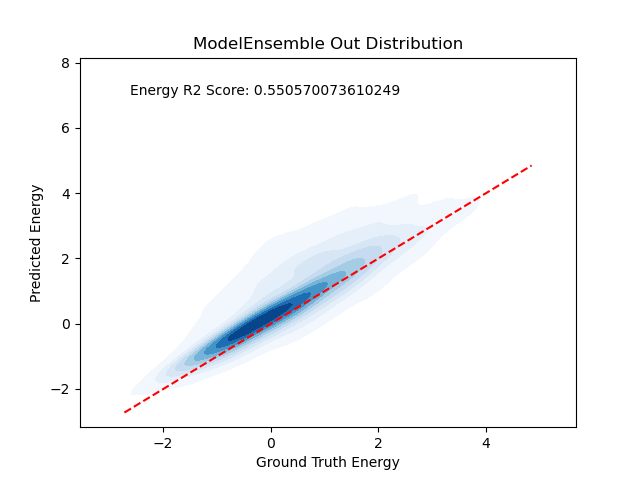 ModelEnsemble Out Distribution
8
Energy R2 Score: 0.550570073610249
6
4
2
0
−2
Predicted Energy
−2 0 2 4
Ground Truth Energy